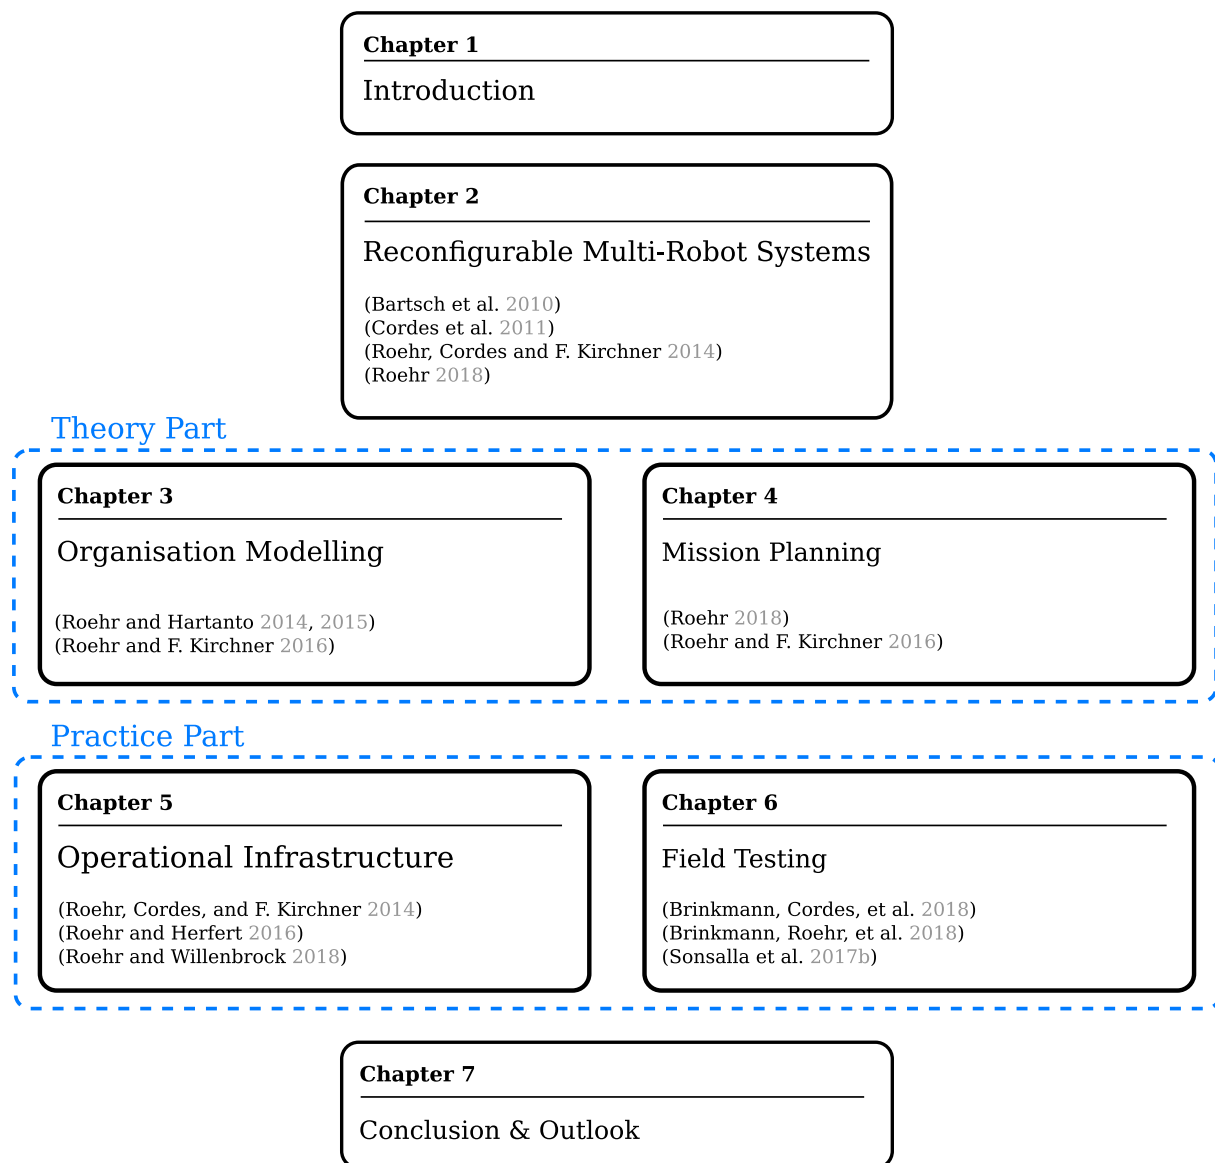 Chapter 1
Introduction
Chapter 2
Reconfigurable Multi-Robot Systems
(Bartsch et al. 2010)
(Cordes et al. 2011)
(Roehr, Cordes and F. Kirchner 2014)
(Roehr 2018)
Theory Part
Chapter 3
Organisation Modelling
(Roehr and Hartanto 2014, 2015)
(Roehr and F. Kirchner 2016)
Chapter 4
Mission Planning
(Roehr 2018)
(Roehr and F. Kirchner 2016)
Practice Part
Chapter 5
Operational Infrastructure
(Roehr, Cordes, and F. Kirchner 2014)
(Roehr and Herfert 2016)
(Roehr and Willenbrock 2018)
Chapter 6
Field Testing
(Brinkmann, Cordes, et al. 2018)
(Brinkmann, Roehr, et al. 2018)
(Sonsalla et al. 2017b)
Chapter 7
Conclusion & Outlook